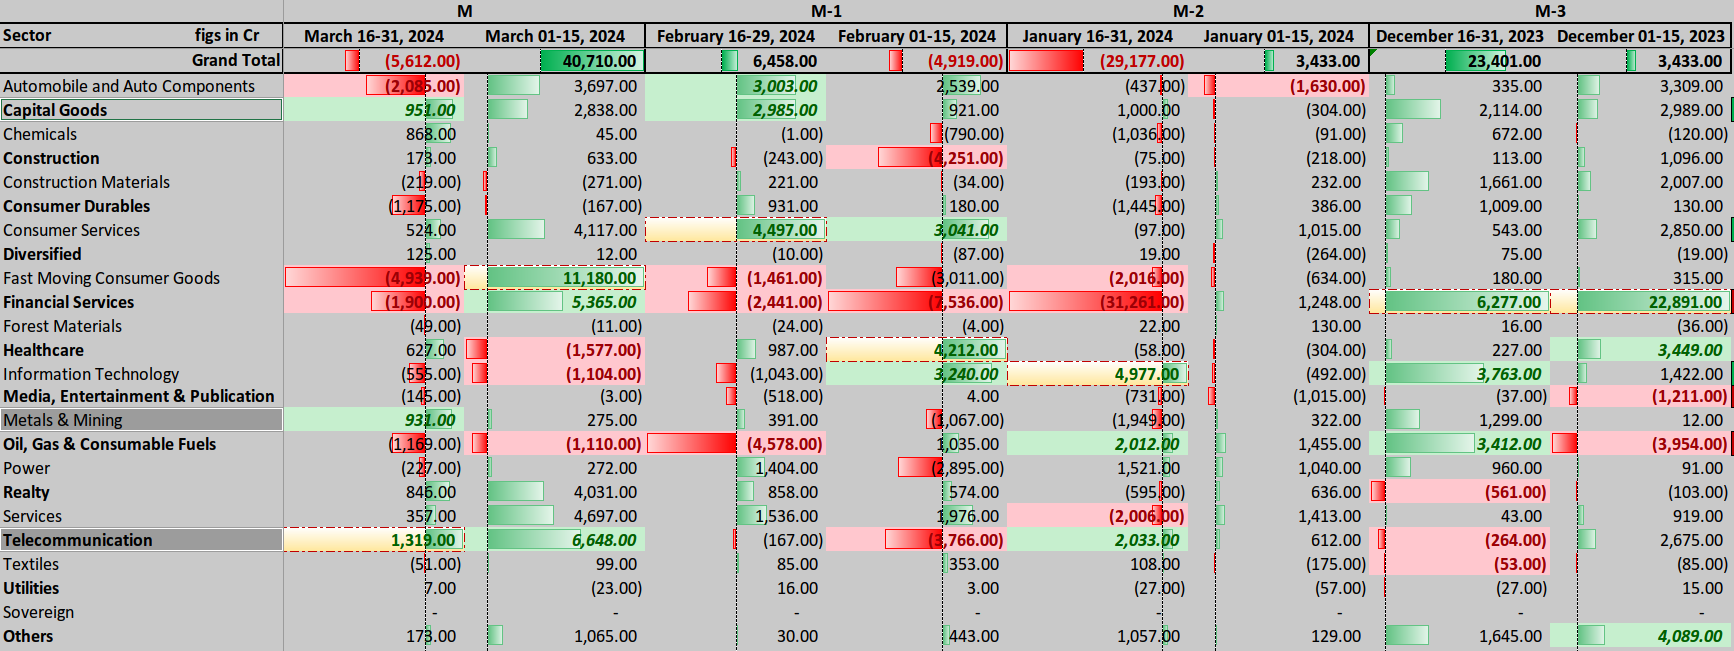 M M-1 M-2 M-3
Sector figs in Cr March 16-31, 2024 March 01-15, 2024 February 16-29, 2024 February 01-15, 2024 January 16-31, 2024 January 01-15, 2024 December 16-31, 2023 December 01-15, 2023
Grand Total (5,612.00) 40,710.00 6,458.00 (4,919.00) (29,177.00) 3,433.00 23,401.00 3,433.00
Automobile and Auto Components (2,085.00) 3,697.00 3,003.00 2,539.00 (437.00) (1,630.00) 335.00 3,309.00
Capital Goods 951.00 2,838.00 2,985.00 921.00 1,000.00 (304.00) 2,114.00 2,989.00
Chemicals 868.00 45.00 (1.00) (790.00) (1,036.00) (91.00) 672.00 (120.00)
Construction 173.00 633.00 (243.00) (4,251.00) (75.00) (218.00) 113.00 1,096.00
Construction Materials (219.00) (271.00) 221.00 (34.00) (193.00) 232.00 1,661.00 2,007.00
Consumer Durables (1,175.00) (167.00) 931.00 180.00 (1,445.00) 386.00 1,009.00 130.00
Consumer Services 524.00 4,117.00 4,497.00 3,041.00 (97.00) 1,015.00 543.00 2,850.00
Diversified 125.00 12.00 (10.00) (87.00) 19.00 (264.00) 75.00 (19.00)
Fast Moving Consumer Goods (4,939.00) 11,180.00 (1,461.00) (3,011.00) (2,016.00) (634.00) 180.00 315.00
Financial Services (1,900.00) 5,365.00 (2,441.00) (7,536.00) (31,261.00) 1,248.00 6,277.00 22,891.00
Forest Materials (49.00) (11.00) (24.00) (4.00) 22.00 130.00 16.00 (36.00)
Healthcare 627.00 (1,577.00) 987.00 4,212.00 (58.00) (304.00) 227.00 3,449.00
Information Technology (555.00) (1,104.00) (1,043.00) 3,240.00 4,977.00 (492.00) 3,763.00 1,422.00
Media, Entertainment & Publication (145.00) (3.00) (518.00) 4.00 (731.00) (1,015.00) (37.00) (1,211.00)
Metals & Mining 931.00 275.00 391.00 (1,067.00) (1,949.00) 322.00 1,299.00 12.00
Oil, Gas & Consumable Fuels (1,169.00) (1,110.00) (4,578.00) 1,035.00 2,012.00 1,455.00 3,412.00 (3,954.00)
Power (227.00) 272.00 1,404.00 (2,895.00) 1,521.00 1,040.00 960.00 91.00
Realty 846.00 4,031.00 858.00 574.00 (595.00) 636.00 (561.00) (103.00)
Services 357.00 4,697.00 1,536.00 1,976.00 (2,006.00) 1,413.00 43.00 919.00
Telecommunication 1,319.00 6,648.00 (167.00) (3,766.00) 2,033.00 612.00 (264.00) 2,675.00
Textiles (51.00) 99.00 85.00 353.00 108.00 (175.00) (53.00) (85.00)
Utilities 7.00 (23.00) 16.00 3.00 (27.00) (57.00) (27.00) 15.00
Sovereign - - - - - - - -
Others 173.00 1,065.00 30.00 443.00 1,057.00 129.00 1,645.00 4,089.00